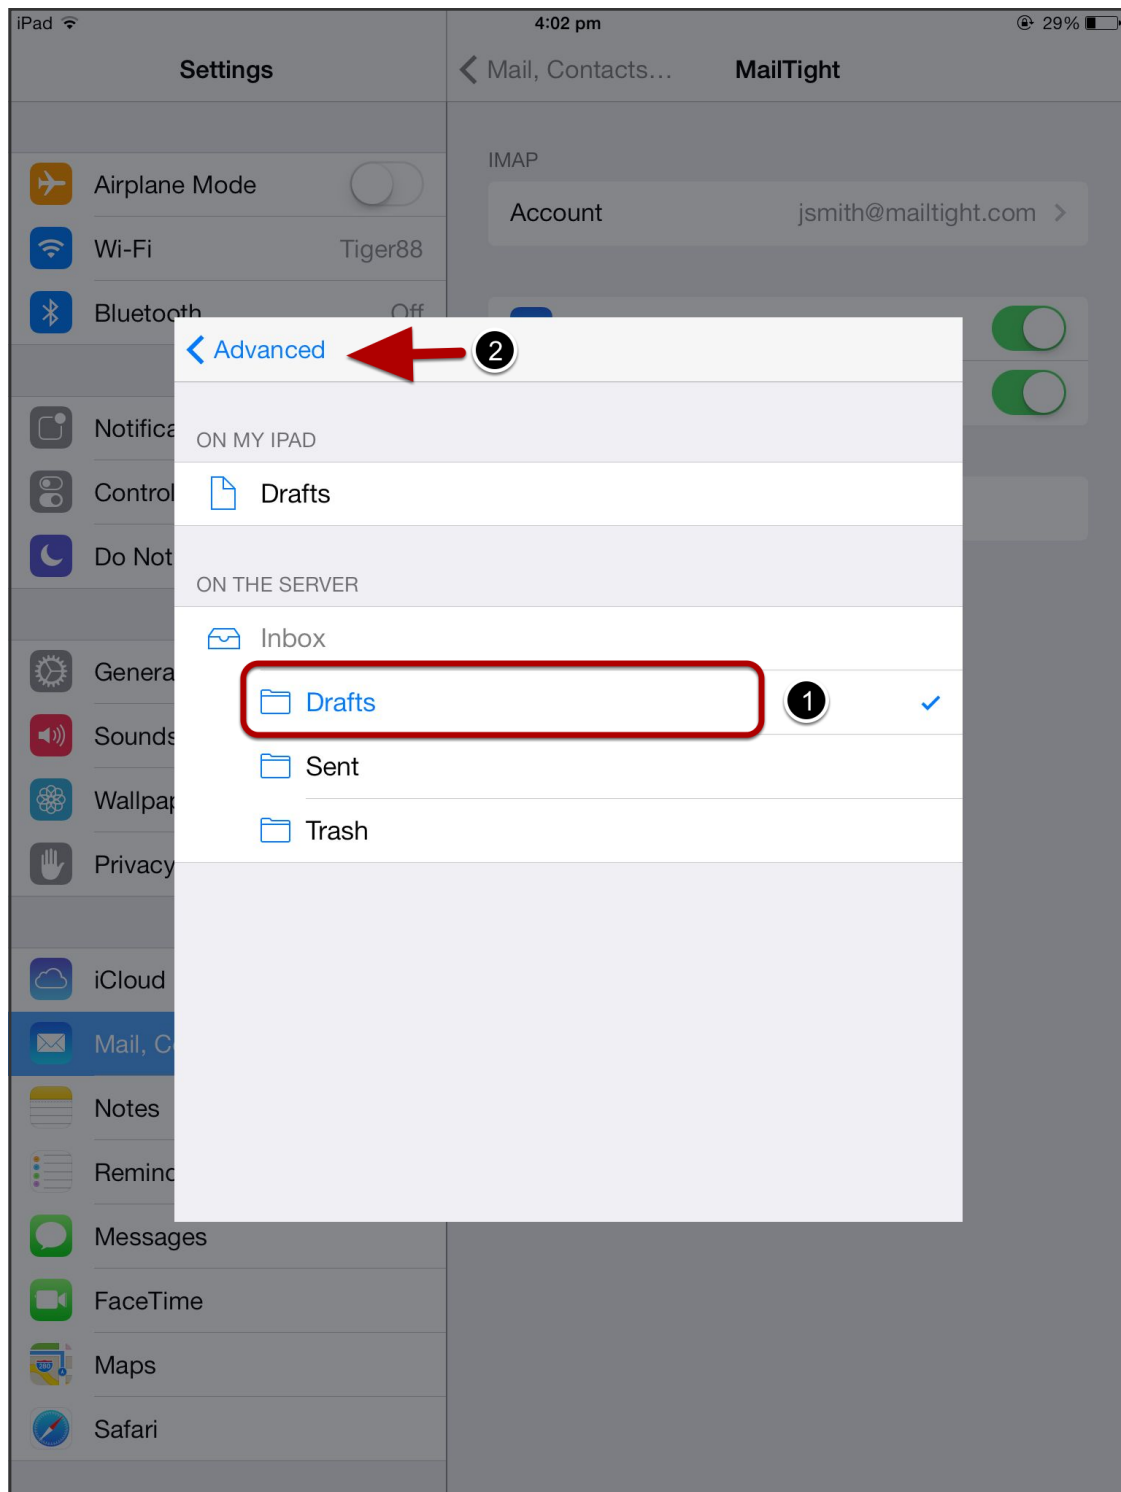 iPad 4:02 pm 29%
Settings
Mail, Contacts... MailTight
Airplane Mode
Wi-Fi Tiger88
Bluetooth Off
IMAP
Account jsmith@mailtight.com
Advanced 2
ON MY IPAD
Drafts
ON THE SERVER
Inbox
Drafts 1
Sent
Trash
Notifica
Control
Do Not
Genera
Sounds
Wallpap
Privacy
iCloud
Mail, Co
Notes
Remind
Messages
FaceTime
Maps
Safari